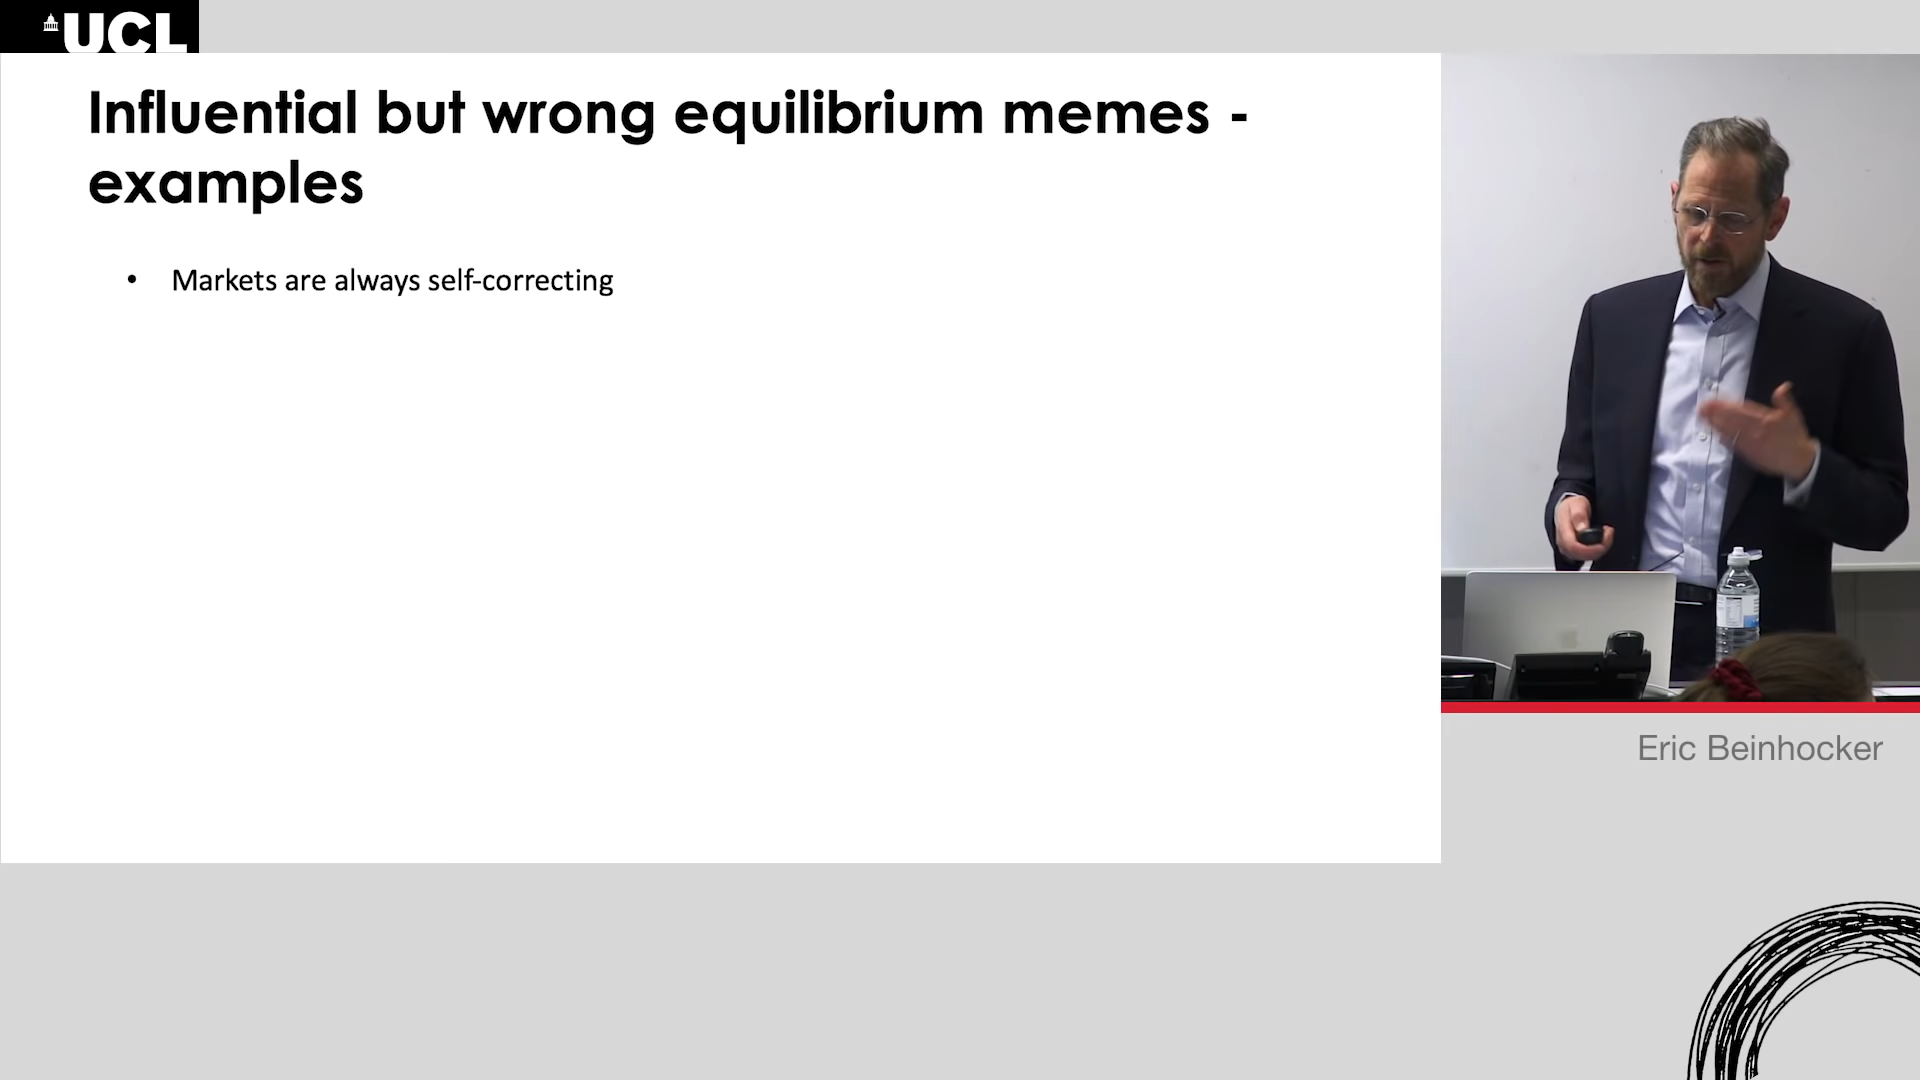 UCL
Influential but wrong equilibrium memes -
examples
• Markets are always self-correcting
Eric Beinhocker